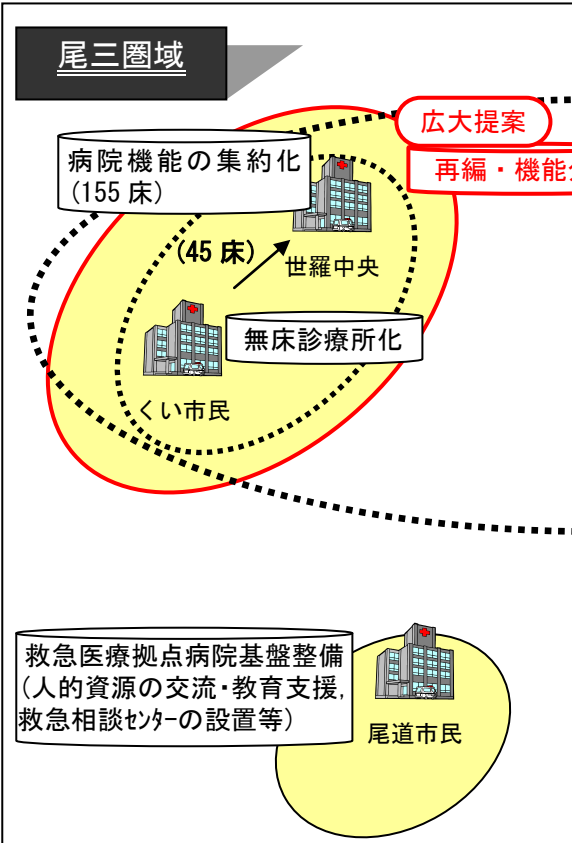 尾三圏域
広大提案
再編・機能分
病院機能の集約化
(155 床)
(45 床)
世羅中央
無床診療所化
くい市民
救急医療拠点病院基盤整備
(人的資源の交流・教育支援,
救急相談ｾﾝﾀｰの設置等)
尾道市民